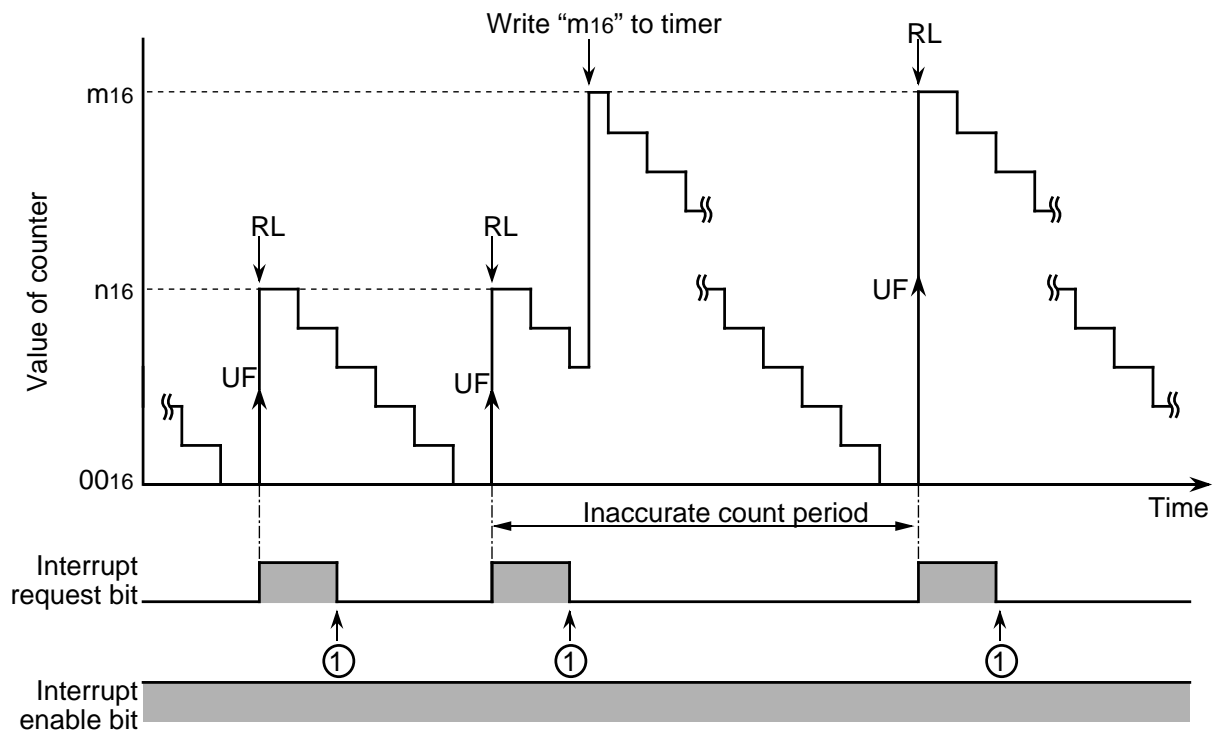 Write “m16” to timer
RL
m16
Value of counter
RL
RL
n16
UF
UF
UF
0016
Time
Inaccurate count period
Interrupt
request bit
①
①
①
Interrupt
enable bit